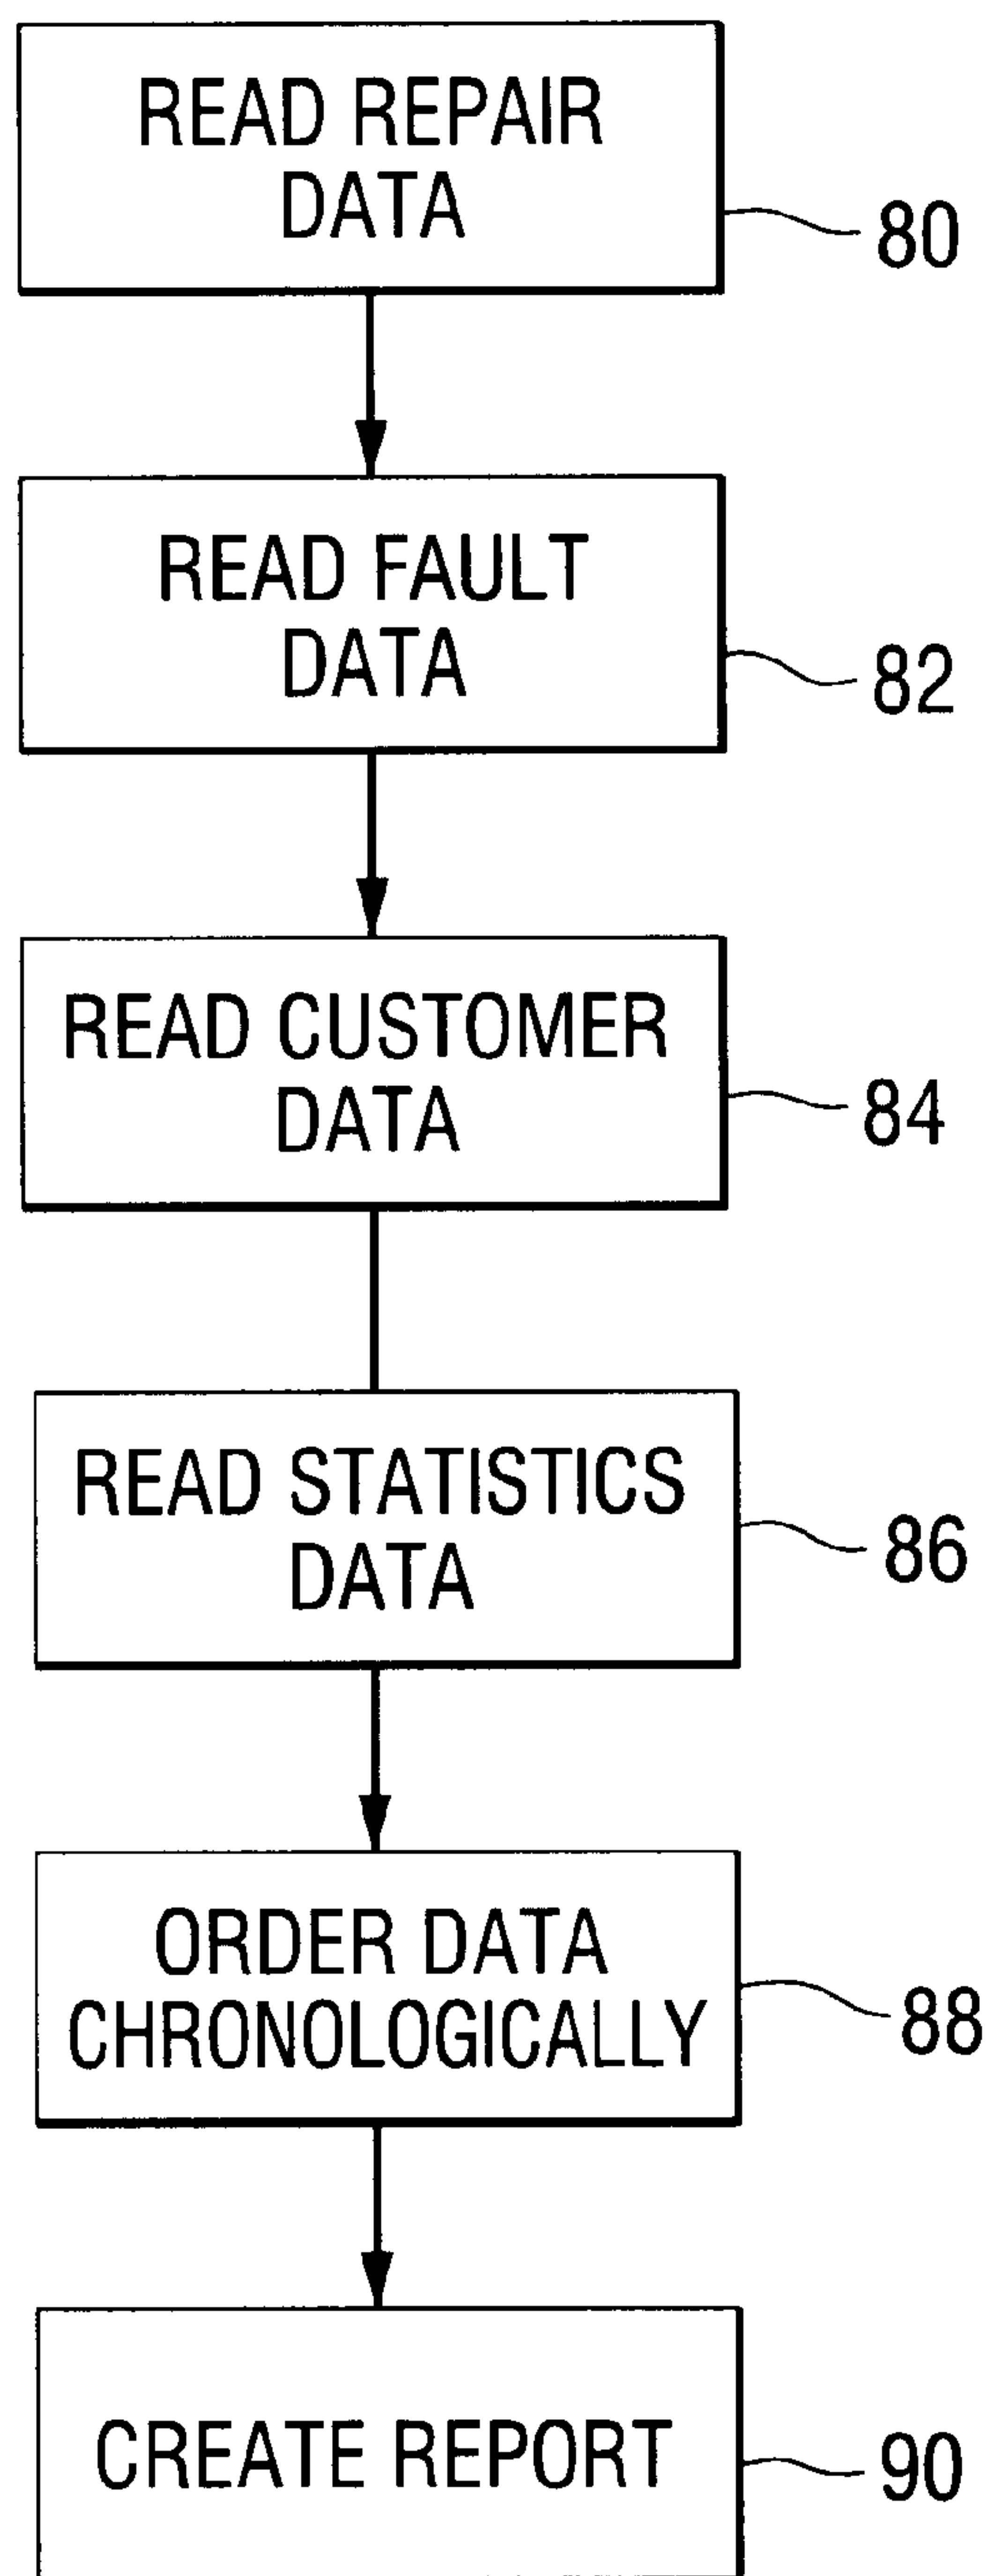 READ REPAIR
DATA
80
READ FAULT
DATA
82
READ CUSTOMER
DATA
84
READ STATISTICS
DATA
86
ORDER DATA
CHRONOLOGICALLY
88
CREATE REPORT
90